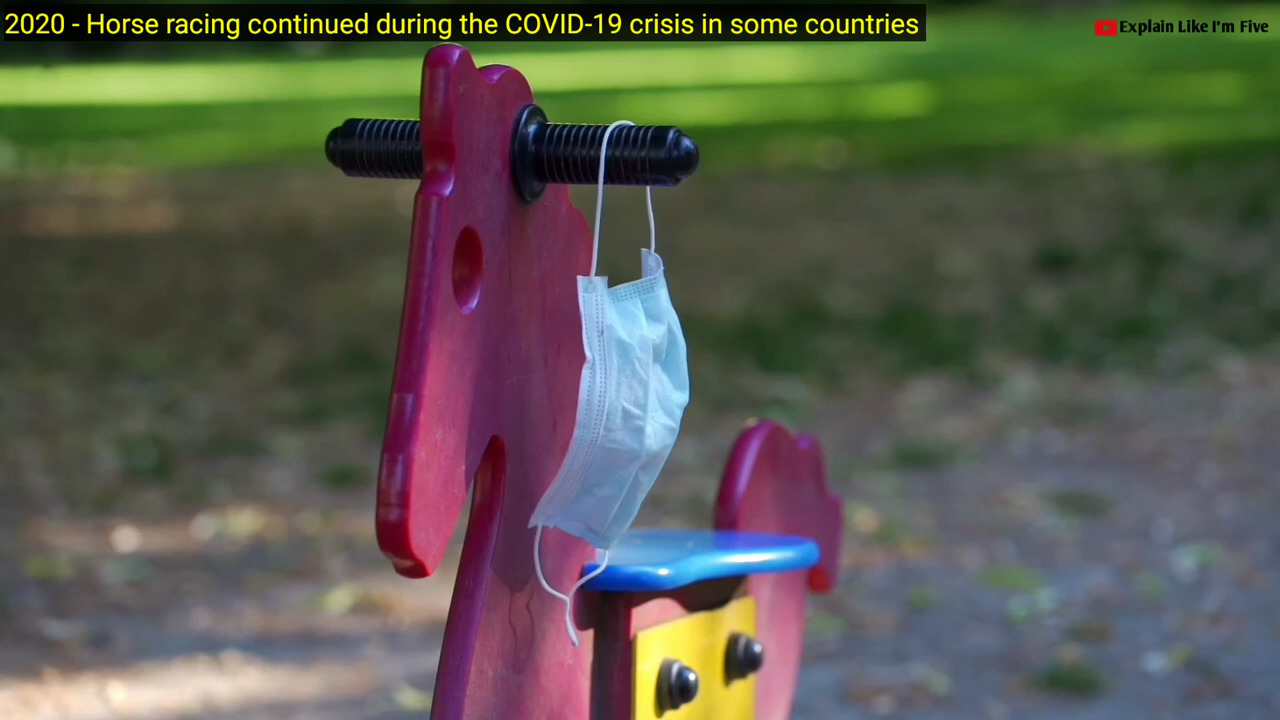 2020 - Horse racing continued during the COVID-19 crisis in some countries
Explain Like I'm Five